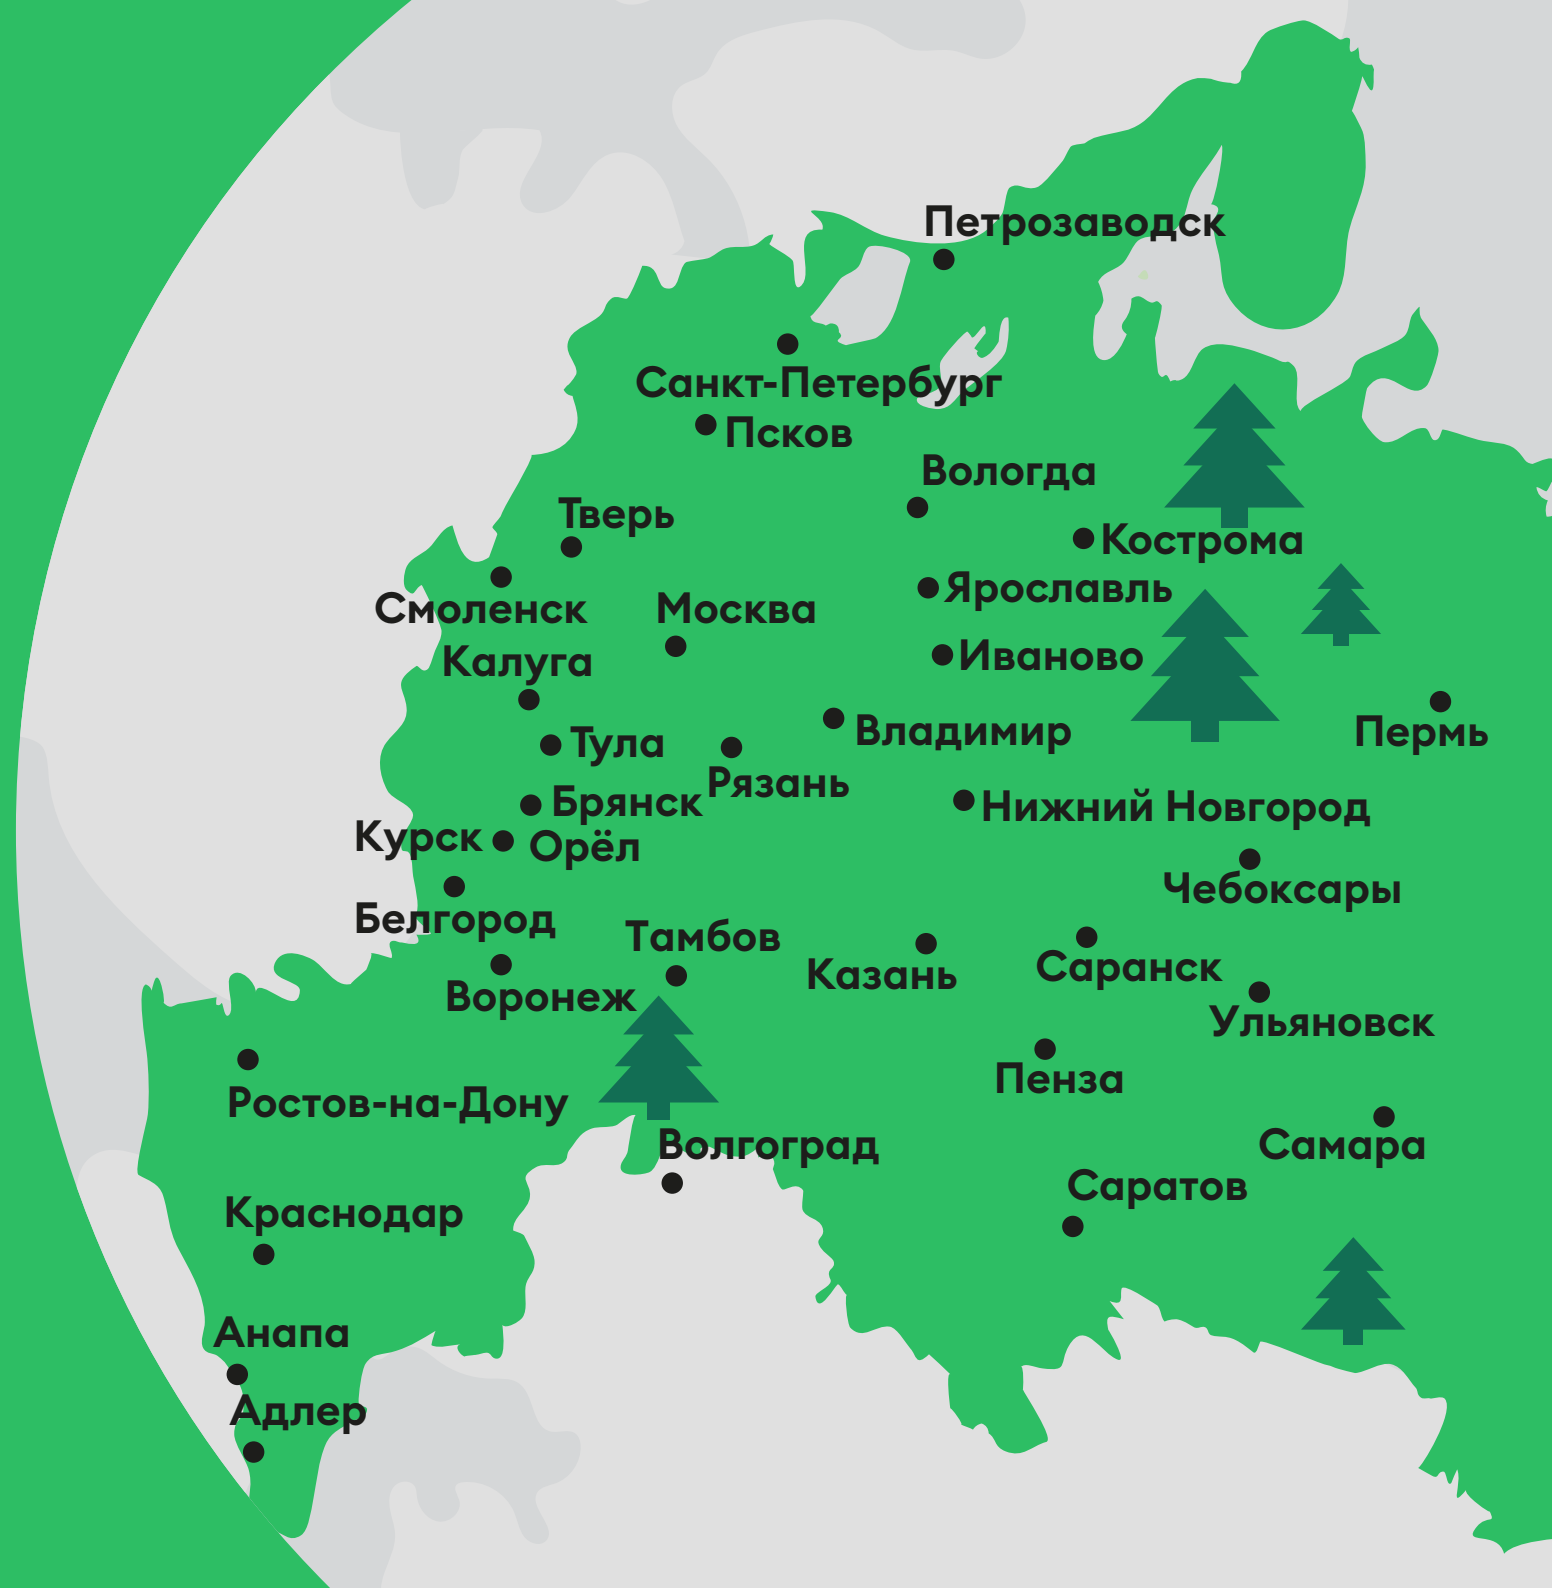 Петрозаводск
Санкт-Петербург
Псков
Вологда
Тверь
Кострома
Ярославль
Смоленск
Москва
Иваново
Калуга
Владимир
Пермь
Тула
Рязань
Брянск
Нижний Новгород
Курск
Орёл
Чебоксары
Белгород
Тамбов
Казань
Саранск
Воронеж
Ульяновск
Пенза
Ростов-на-Дону
Волгоград
Самара
Саратов
Краснодар
Анапа
Адлер